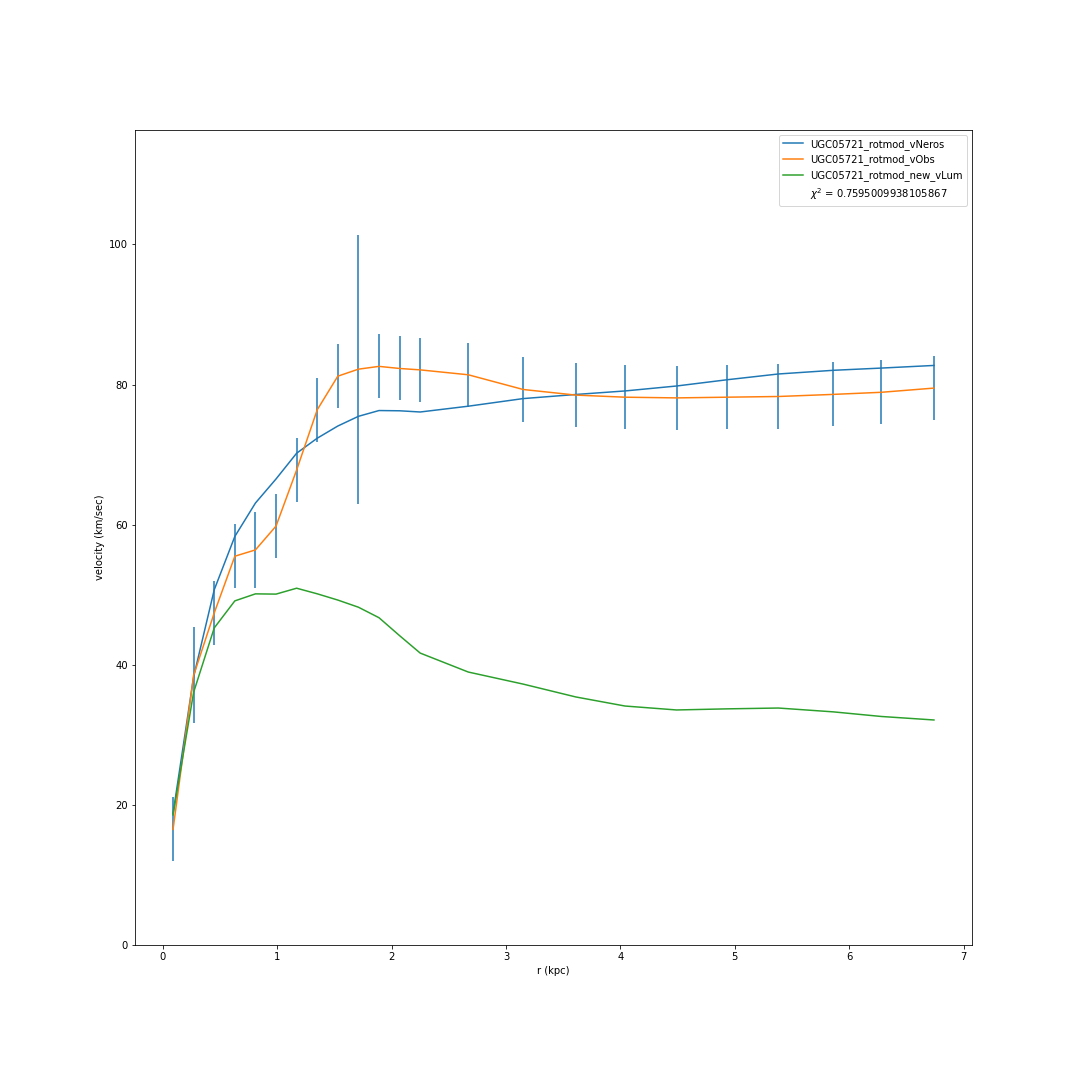 UGC05721_rotmod_vNeros
UGC05721_rotmod_vObs
UGC05721_rotmod_new_vLum
χ² = 0.7595009938105867
100
80
60
40
20
0
velocity (km/sec)
0 1 2 3 4 5 6 7
r (kpc)